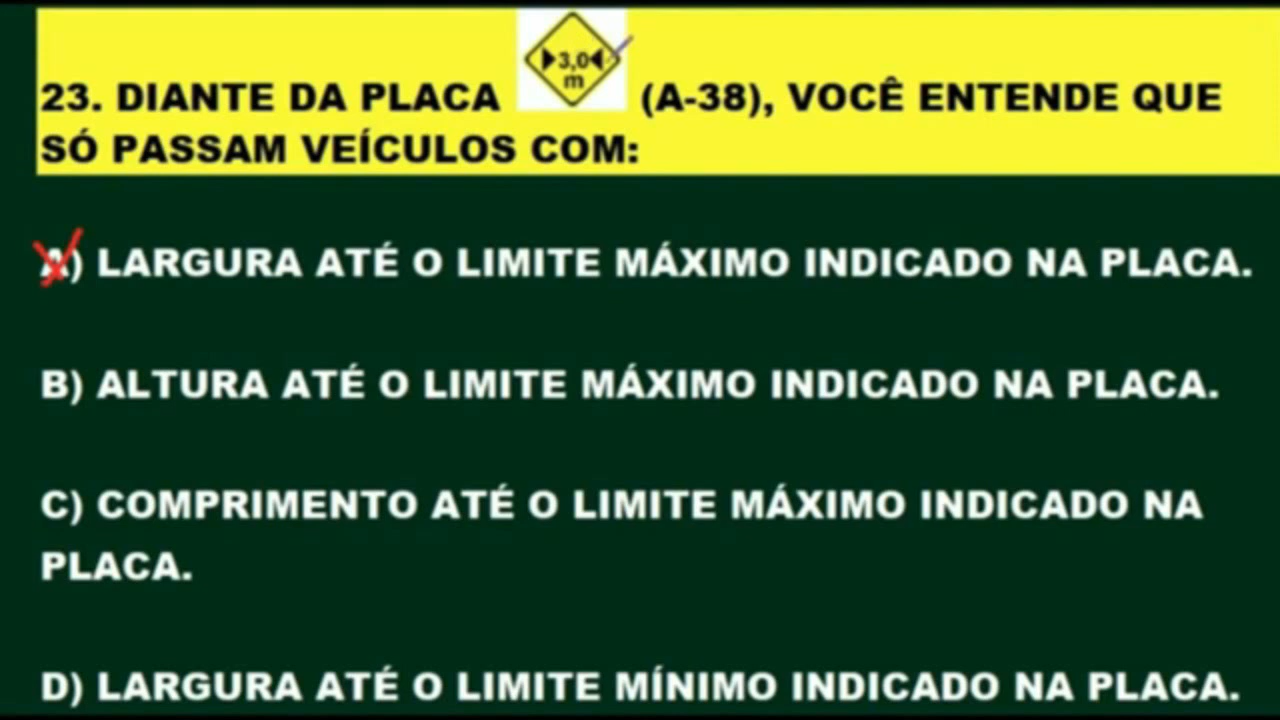 3,0
m
23. DIANTE DA PLACA (A-38), VOCÊ ENTENDE QUE
SÓ PASSAM VEÍCULOS COM:
A) LARGURA ATÉ O LIMITE MÁXIMO INDICADO NA PLACA.
B) ALTURA ATÉ O LIMITE MÁXIMO INDICADO NA PLACA.
C) COMPRIMENTO ATÉ O LIMITE MÁXIMO INDICADO NA
PLACA.
D) LARGURA ATÉ O LIMITE MÍNIMO INDICADO NA PLACA.